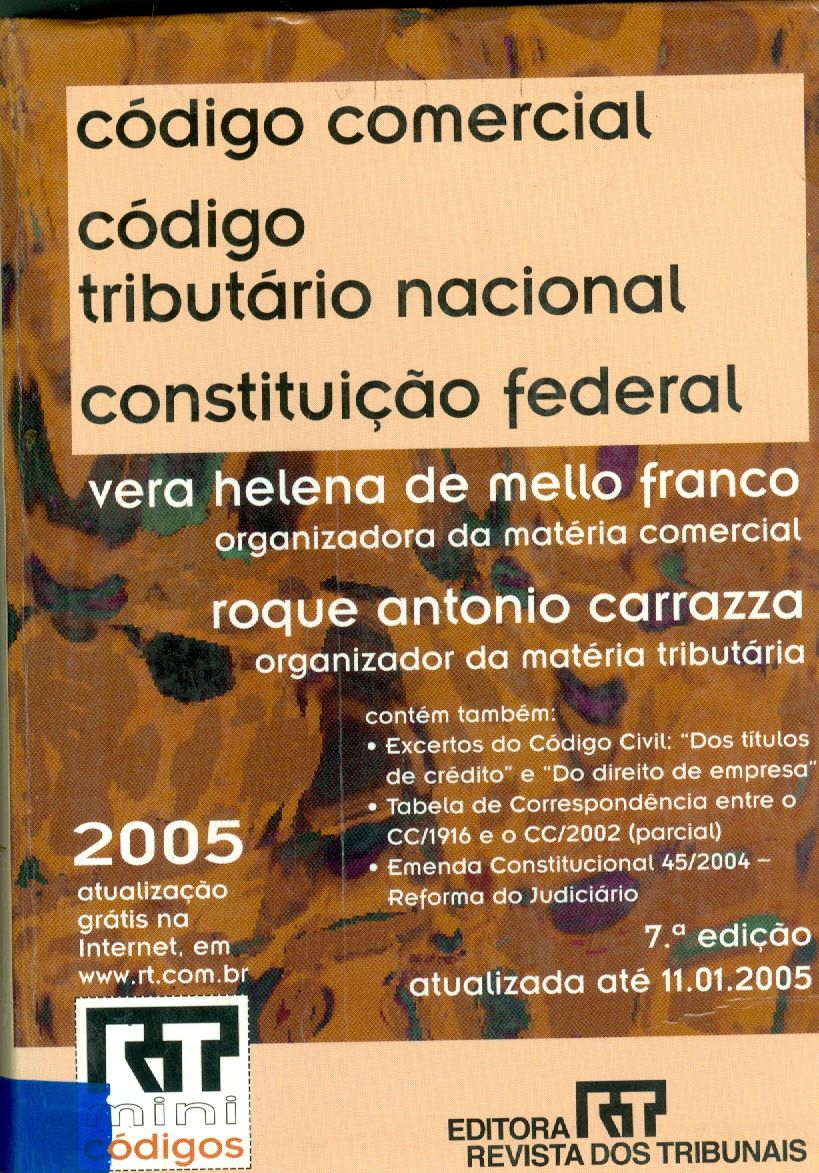 código comercial
código
tributário nacional
constituição federal
vera helena de mello franco
organizadora da matéria comercial
roque antonio carrazza
organizador da matéria tributária
contém também:
• Excertos do Código Civil: "Dos títulos
de crédito" e "Do direito de empresa"
• Tabela de Correspondência entre o
CC/1916 e o CC/2002 (parcial)
• Emenda Constitucional 45/2004 –
Reforma do Judiciário
2005
atualização
grátis na
Internet, em
www.rt.com.br
7.ª edição
atualizada até 11.01.2005
RT
mini
códigos
EDITORA RT
REVISTA DOS TRIBUNAIS